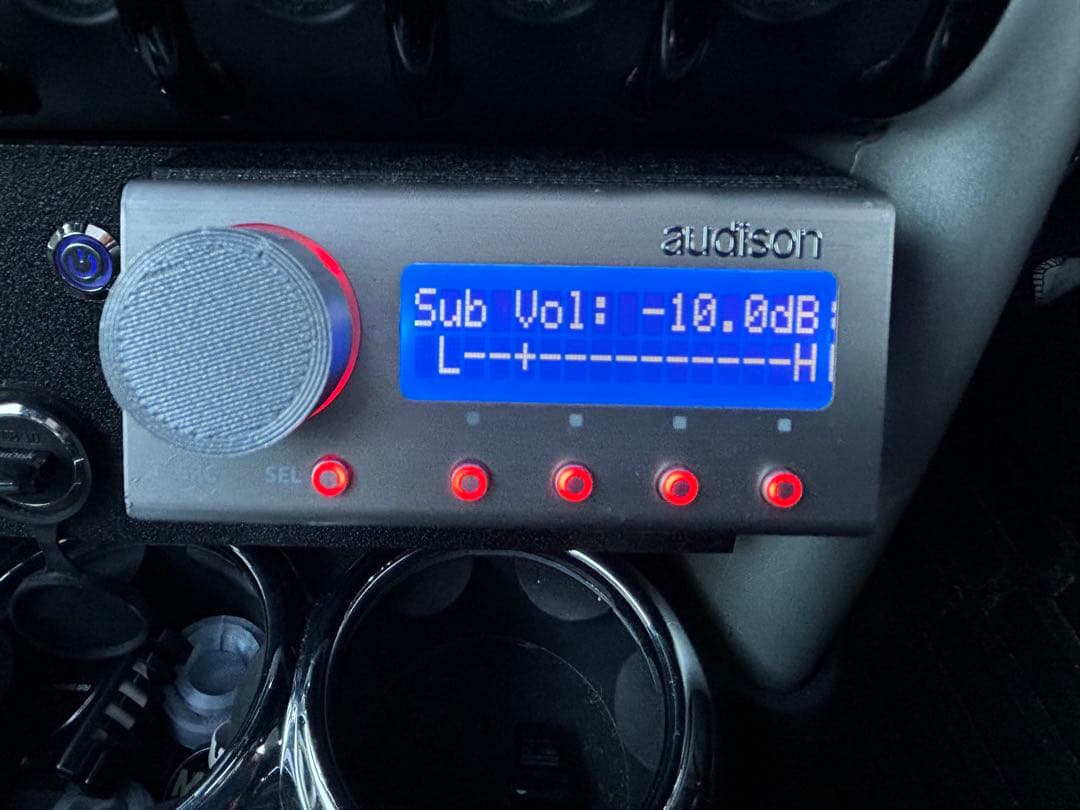 audison
Sub Vol: -10.0dB
L--+-----------H
SEL